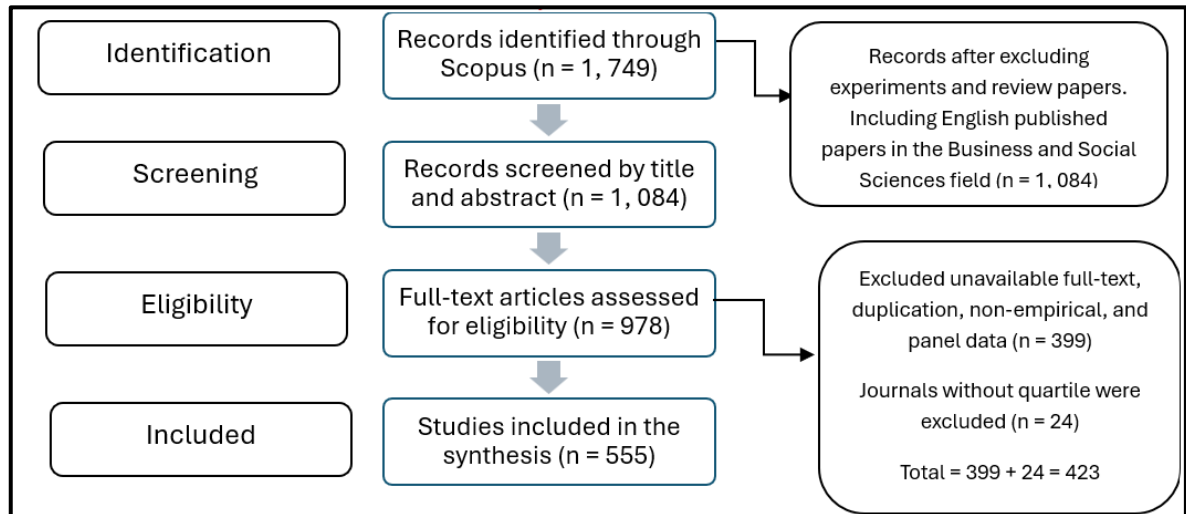 Identification
Records identified through
Scopus (n = 1, 749)
Records after excluding
experiments and review papers.
Including English published
papers in the Business and Social
Sciences field (n = 1, 084)
Screening
Records screened by title
and abstract (n = 1, 084)
Eligibility
Full-text articles assessed
for eligibility (n = 978)
Excluded unavailable full-text,
duplication, non-empirical, and
panel data (n = 399)
Journals without quartile were
excluded (n = 24)
Total = 399 + 24 = 423
Included
Studies included in the
synthesis (n = 555)